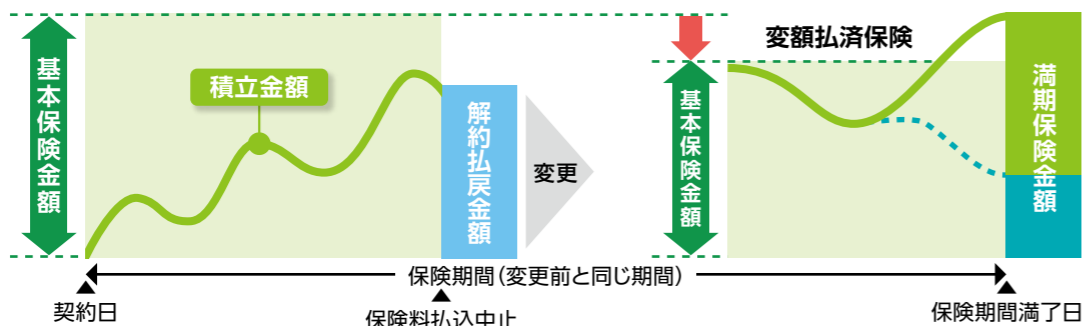 基本保険金額
積立金額
解約払戻金額
変更
変額払済保険
基本保険金額
満期保険金額
保険期間(変更前と同じ期間)
契約日
保険料払込中止
保険期間満了日